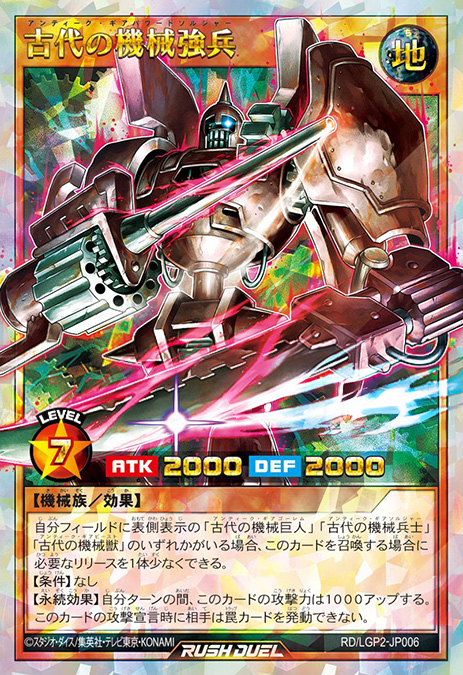 アンティーク・ギアパワードソルジャー
古代の機械強兵
地
LEVEL
7
ATK 2000 DEF 2000
【機械族／効果】
自分フィールドに表側表示の「古代の機械巨人」「古代の機械兵士」
「古代の機械獣」のいずれかがいる場合、このカードを召喚する場合に
必要なリリースを1体少なくできる。
【条件】なし
【永続効果】自分ターンの間、このカードの攻撃力は1000アップする。
このカードの攻撃宣言時に相手は罠カードを発動できない。
©スタジオ・ダイス/集英社・テレビ東京・KONAMI
RUSH DUEL
RD/LGP2-JP006